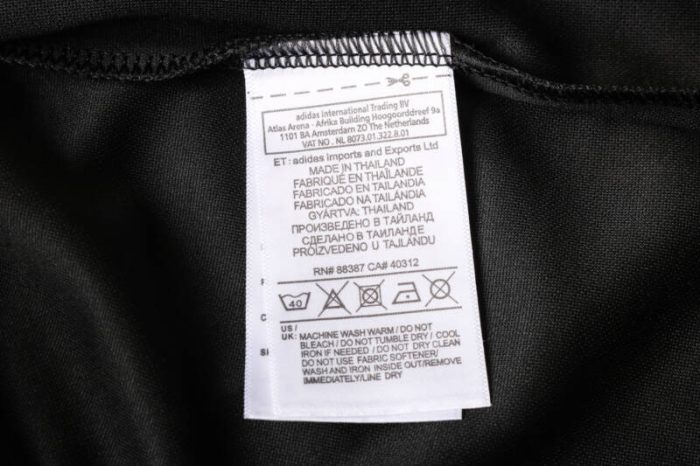 adidas International Trading BV
Atlas Arena - Afrika Building Hoogoorddreef 9a
1101 BA Amsterdam ZO The Netherlands
VAT NO. NL 8073.01.322.B.01
ET: adidas Imports and Exports Ltd
MADE IN THAILAND
FABRIQUÉ EN THAÏLANDE
FABRICADO EN TAILANDIA
FABRICADO NA TAILÂNDIA
GYÁRTVA: THAILAND
ПРОИЗВЕДЕНО В ТАЙЛАНД
СДЕЛАНО В ТАИЛАНДЕ
PROIZVEDENO U TAJLANDU
RN# 88387 CA# 40312
40
US /
UK: MACHINE WASH WARM / DO NOT
BLEACH / DO NOT TUMBLE DRY / COOL
IRON IF NEEDED / DO NOT DRY CLEAN
DO NOT USE FABRIC SOFTENER/
WASH AND IRON INSIDE OUT/REMOVE
IMMEDIATELY/LINE DRY